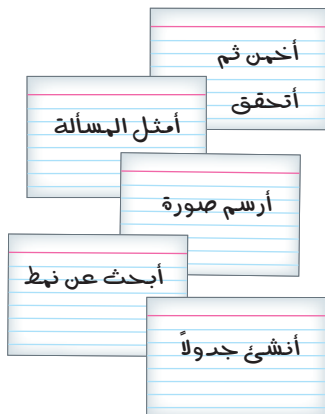 أخمن ثم
أتحقق
أمثل المسألة
أرسم صورة
أبحث عن نمط
أنشئ جدولاً